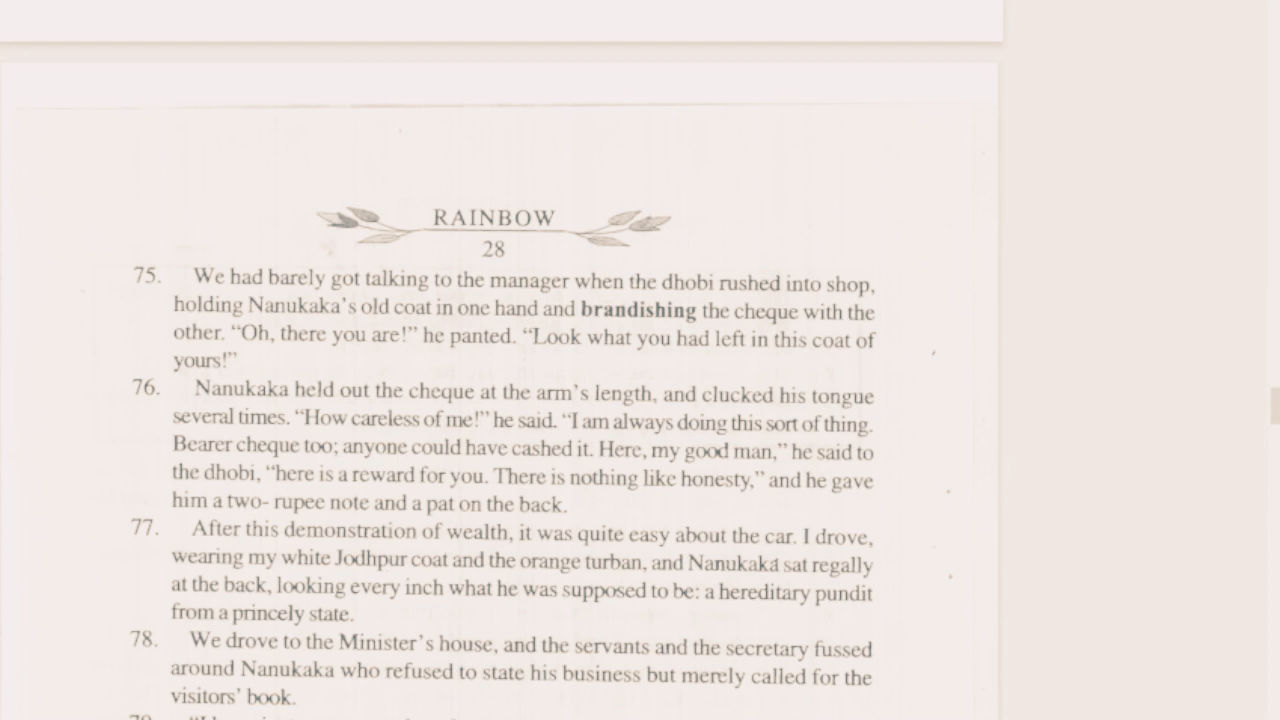 RAINBOW
28
75. We had barely got talking to the manager when the dhobi rushed into shop,
holding Nanukaka's old coat in one hand and brandishing the cheque with the
other. “Oh, there you are!” he panted. “Look what you had left in this coat of
yours!”
76. Nanukaka held out the cheque at the arm's length, and clucked his tongue
several times. “How careless of me!” he said. “I am always doing this sort of thing.
Bearer cheque too; anyone could have cashed it. Here, my good man,” he said to
the dhobi, “here is a reward for you. There is nothing like honesty,” and he gave
him a two- rupee note and a pat on the back.
77. After this demonstration of wealth, it was quite easy about the car. I drove,
wearing my white Jodhpur coat and the orange turban, and Nanukaka sat regally
at the back, looking every inch what he was supposed to be: a hereditary pundit
from a princely state.
78. We drove to the Minister's house, and the servants and the secretary fussed
around Nanukaka who refused to state his business but merely called for the
visitors' book.